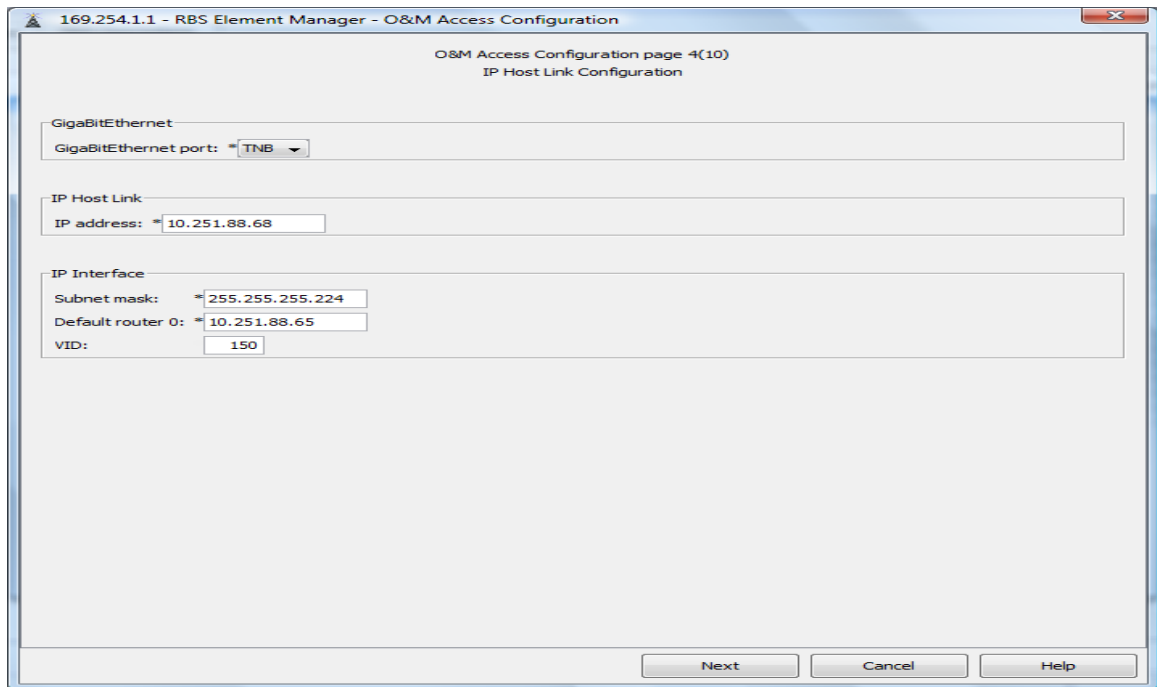 169.254.1.1 - RBS Element Manager - O&M Access Configuration
O&M Access Configuration page 4(10)
IP Host Link Configuration
GigaBitEthernet
GigaBitEthernet port: * TNB
IP Host Link
IP address: * 10.251.88.68
IP Interface
Subnet mask: * 255.255.255.224
Default router 0: * 10.251.88.65
VID: 150
Next Cancel Help